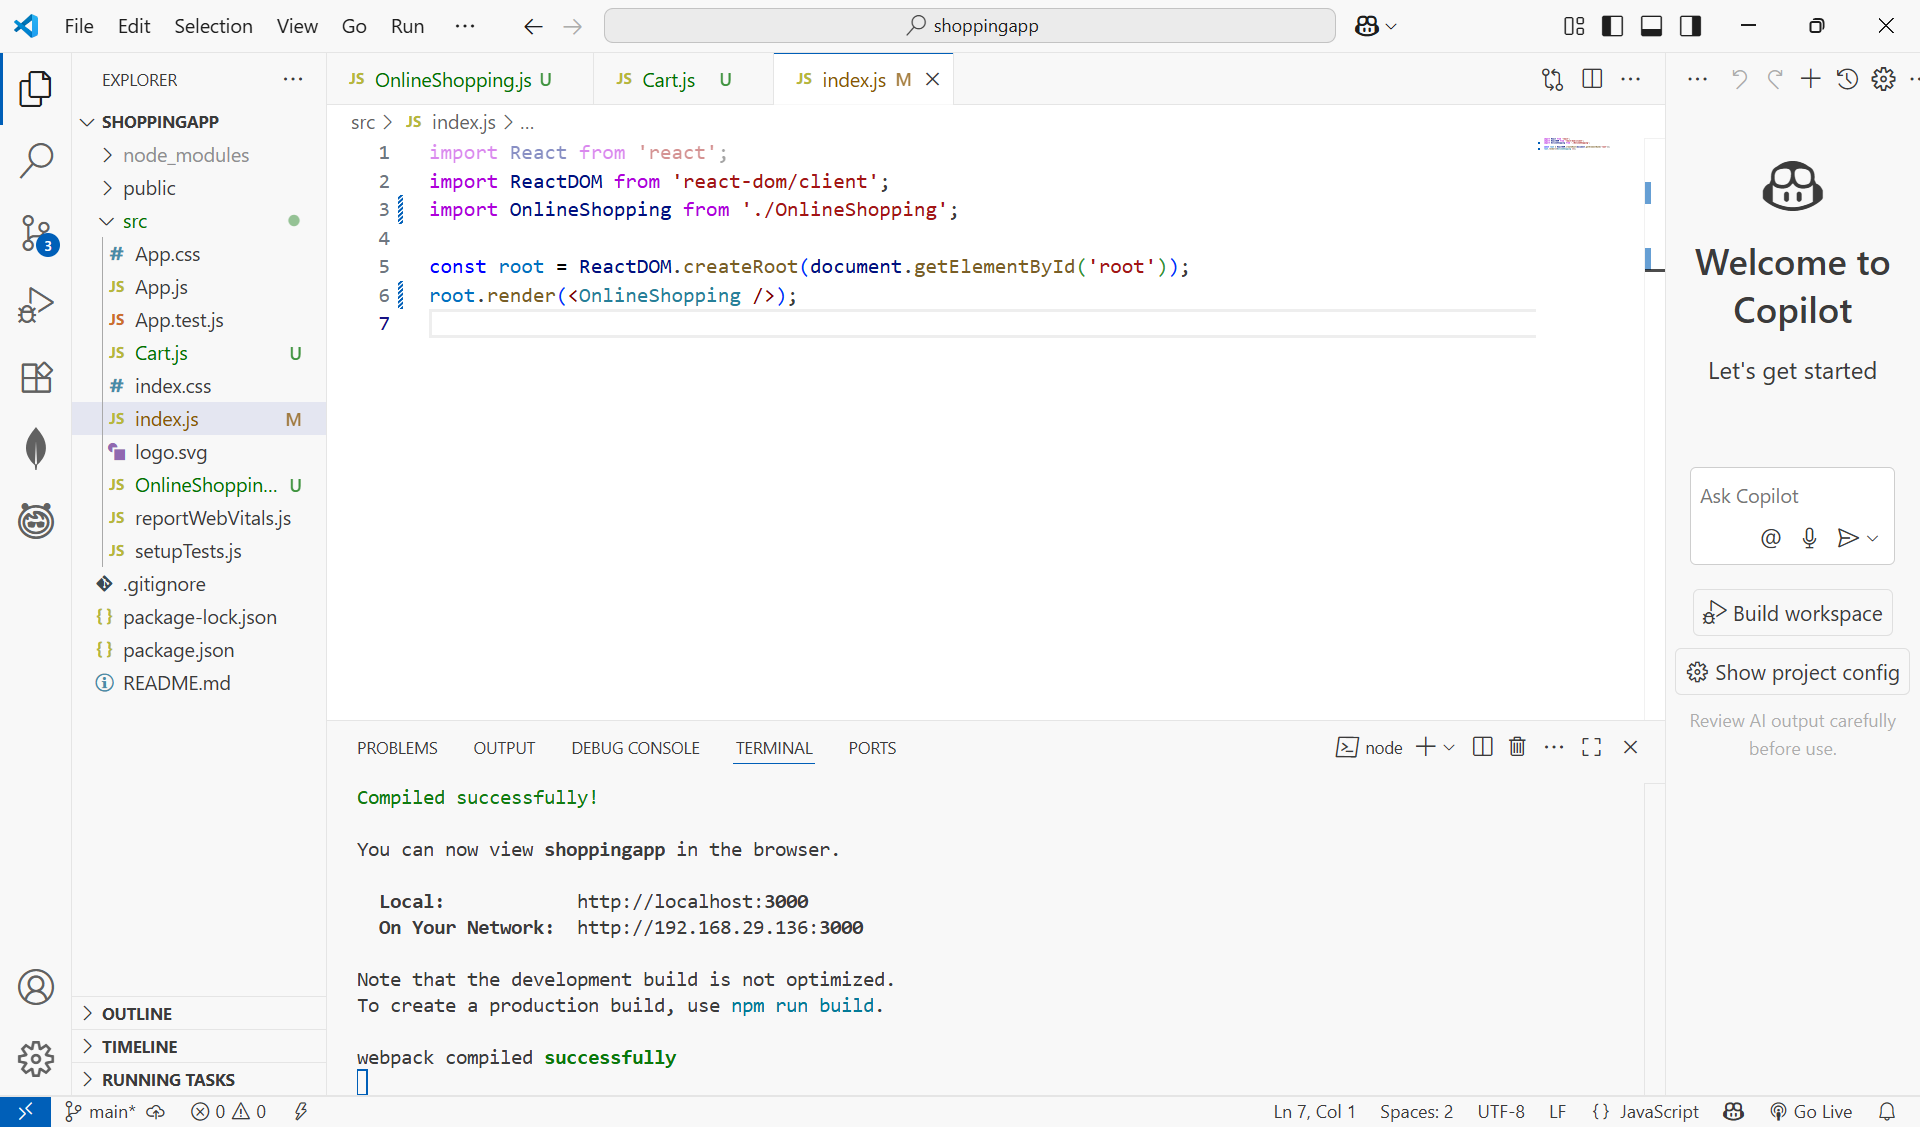 File Edit Selection View Go Run ···
shoppingapp
EXPLORER
SHOPPINGAPP
node_modules
public
src
# App.css
JS App.js
JS App.test.js
JS Cart.js U
# index.css
JS index.js M
logo.svg
JS OnlineShoppin... U
JS reportWebVitals.js
JS setupTests.js
.gitignore
{} package-lock.json
{} package.json
README.md
OUTLINE
TIMELINE
RUNNING TASKS
JS OnlineShopping.js U
JS Cart.js U
JS index.js M
src > JS index.js > ...
1 import React from 'react';
2 import ReactDOM from 'react-dom/client';
3 import OnlineShopping from './OnlineShopping';
4
5 const root = ReactDOM.createRoot(document.getElementById('root'));
6 root.render(<OnlineShopping />);
7
PROBLEMS OUTPUT DEBUG CONSOLE TERMINAL PORTS
node
Compiled successfully!
You can now view shoppingapp in the browser.
Local: http://localhost:3000
On Your Network: http://192.168.29.136:3000
Note that the development build is not optimized.
To create a production build, use npm run build.
webpack compiled successfully
Welcome to
Copilot
Let's get started
Ask Copilot
@
Build workspace
Show project config
Review AI output carefully
before use.
3
main* 0 0
Ln 7, Col 1 Spaces: 2 UTF-8 LF {} JavaScript Go Live